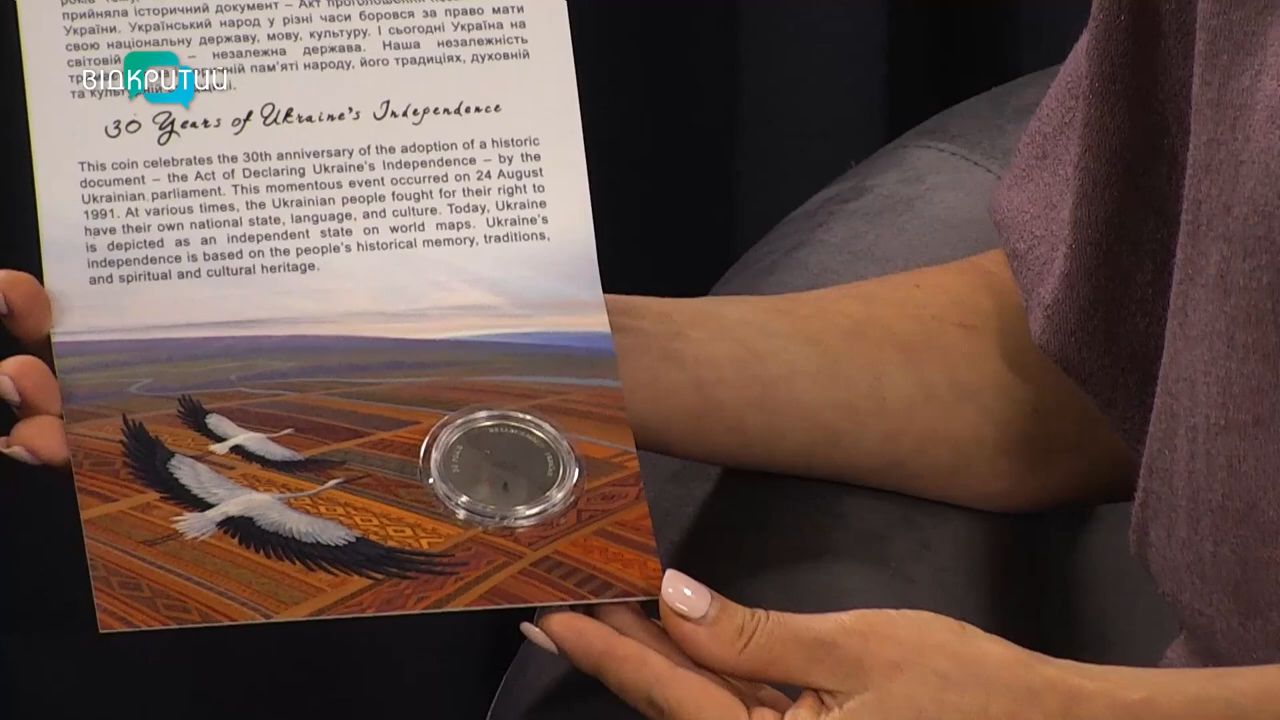 прийняла історичний документ – Акт проголошення
України. Український народ у різні часи боровся за право мати
свою національну державу, мову, культуру. І сьогодні Україна на
світовій – незалежна держава. Наша незалежність
пам'яті народу, його традиціях, духовній
та
ВІДКРИТИЙ
30 Years of Ukraine's Independence
This coin celebrates the 30th anniversary of the adoption of a historic
document – the Act of Declaring Ukraine's Independence – by the
Ukrainian parliament. This momentous event occurred on 24 August
1991. At various times, the Ukrainian people fought for their right to
have their own national state, language, and culture. Today, Ukraine
is depicted as an independent state on world maps. Ukraine's
independence is based on the people's historical memory, traditions,
and spiritual and cultural heritage.